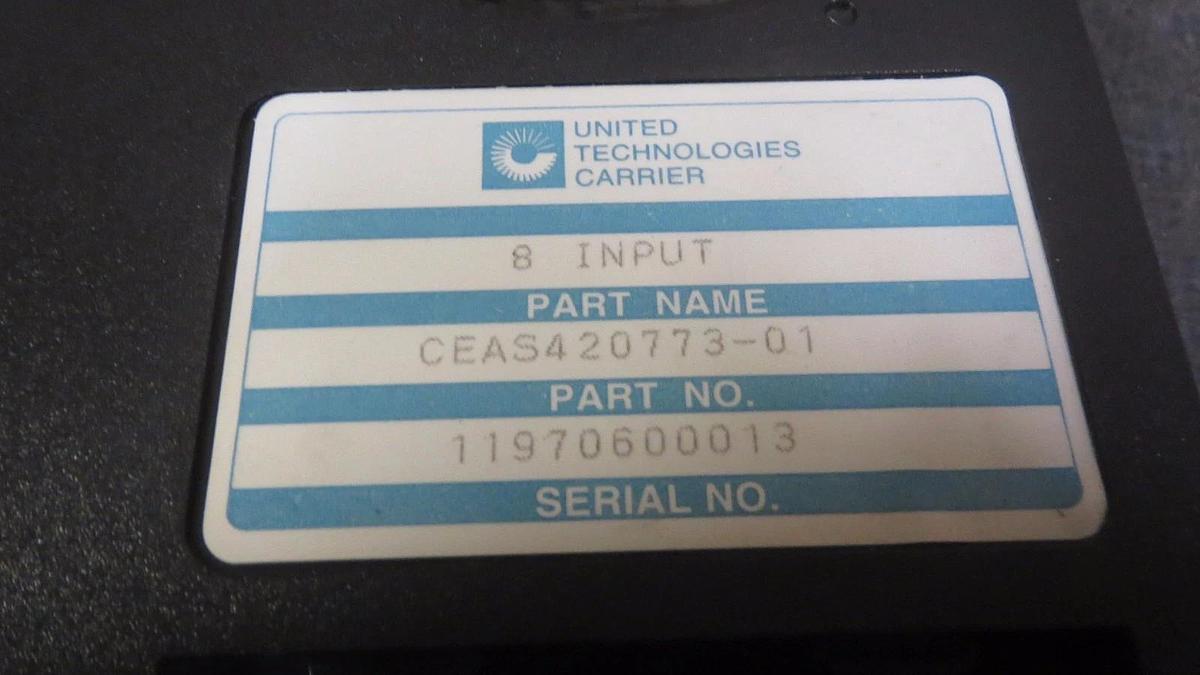 UNITED
TECHNOLOGIES
CARRIER
8 INPUT
PART NAME
CEAS420773-01
PART NO.
11970600013
SERIAL NO.